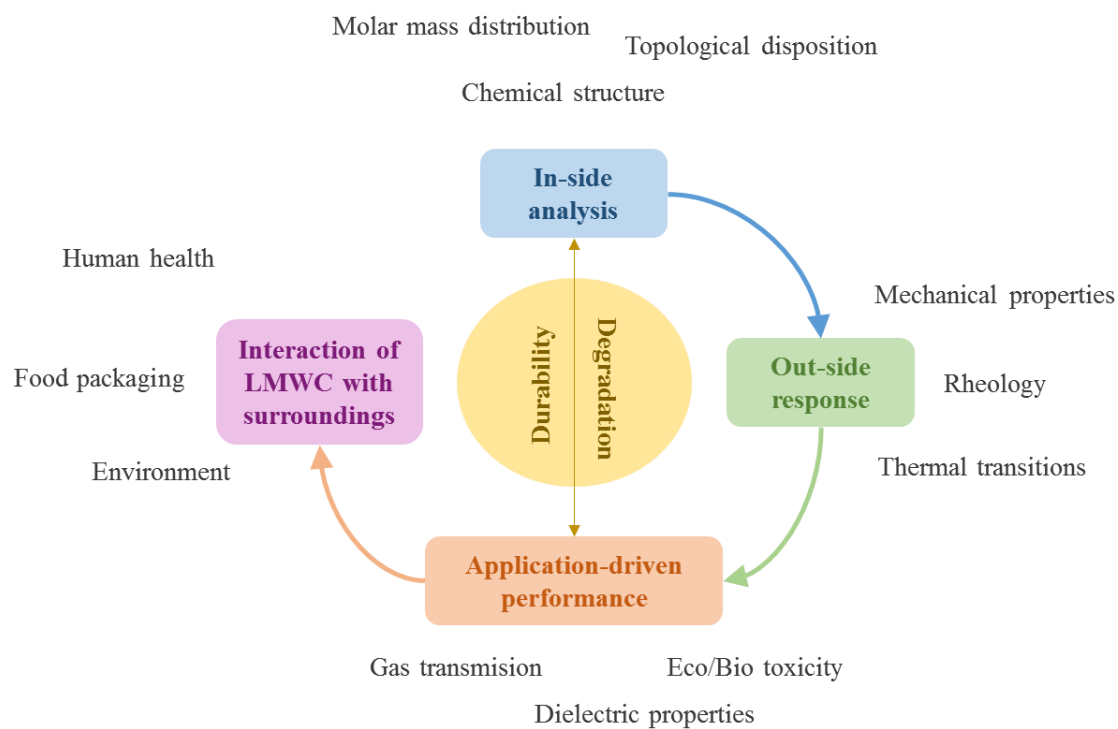 Molar mass distribution
Topological disposition
Chemical structure
In-side
analysis
Human health
Mechanical properties
Interaction of
LMWC with
surroundings
Durability
Degradation
Out-side
response
Food packaging
Rheology
Environment
Thermal transitions
Application-driven
performance
Gas transmision
Eco/Bio toxicity
Dielectric properties